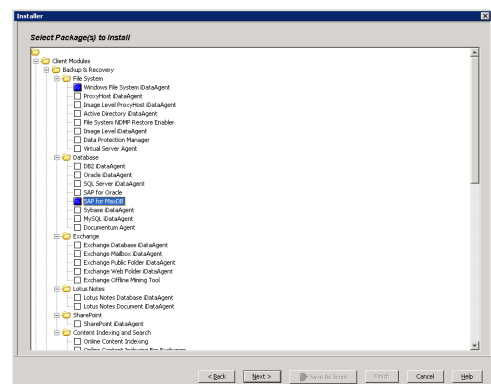 Installer
Select Package(s) to Install
Client Modules
Backup & Recovery
File System
Windows File System iDataAgent
ProxyHost iDataAgent
Image Level ProxyHost iDataAgent
Active Directory iDataAgent
File System NDMP Restore Enabler
Image Level iDataAgent
Data Protection Manager
Virtual Server Agent
Database
DB2 iDataAgent
Oracle iDataAgent
SQL Server iDataAgent
SAP for Oracle
SAP for MaxDB
Sybase iDataAgent
MySQL iDataAgent
Documentum Agent
Exchange
Exchange Database iDataAgent
Exchange Mailbox iDataAgent
Exchange Public Folder iDataAgent
Exchange Web Folder iDataAgent
Exchange Offline Mining Tool
Lotus Notes
Lotus Notes Database iDataAgent
Lotus Notes Document iDataAgent
SharePoint
SharePoint iDataAgent
Content Indexing and Search
Online Content Indexing
Online Content Indexing For Exchange
< Back Next > Save As Script Finish Cancel Help